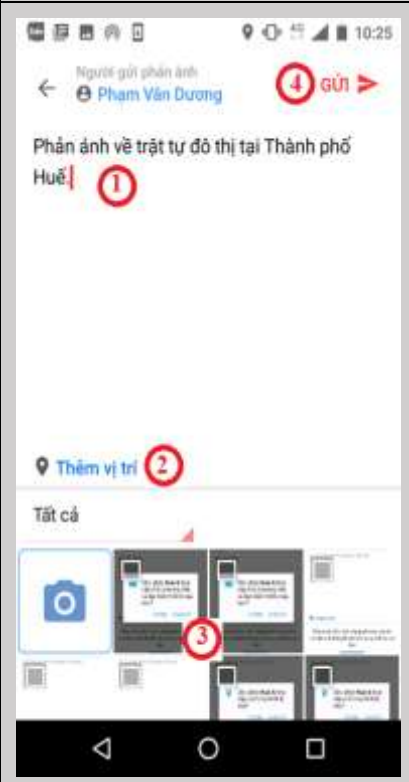 10:25
Người gửi phản ánh
Phạm Văn Dương
4 GỬI
Phản ánh về trật tự đô thị tại Thành phố
Huế.
1
Thêm vị trí 2
Tất cả
3